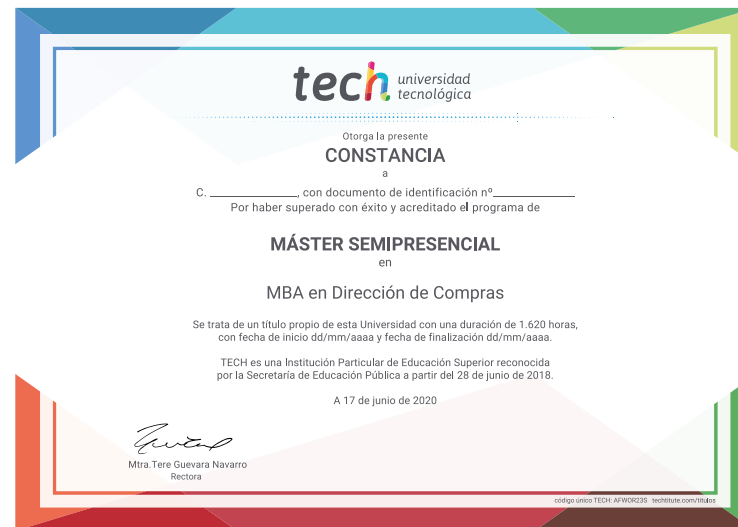 tech universidad
tecnológica
Otorga la presente
CONSTANCIA
a
C. ________________, con documento de identificación nº_______________
Por haber superado con éxito y acreditado el programa de
MÁSTER SEMIPRESENCIAL
en
MBA en Dirección de Compras
Se trata de un título propio de esta Universidad con una duración de 1.620 horas,
con fecha de inicio dd/mm/aaaa y fecha de finalización dd/mm/aaaa.
TECH es una Institución Particular de Educación Superior reconocida
por la Secretaría de Educación Pública a partir del 28 de junio de 2018.
A 17 de junio de 2020
Mtra.Tere Guevara Navarro
Rectora
código único TECH: AFWOR23S techtitute.com/titulos